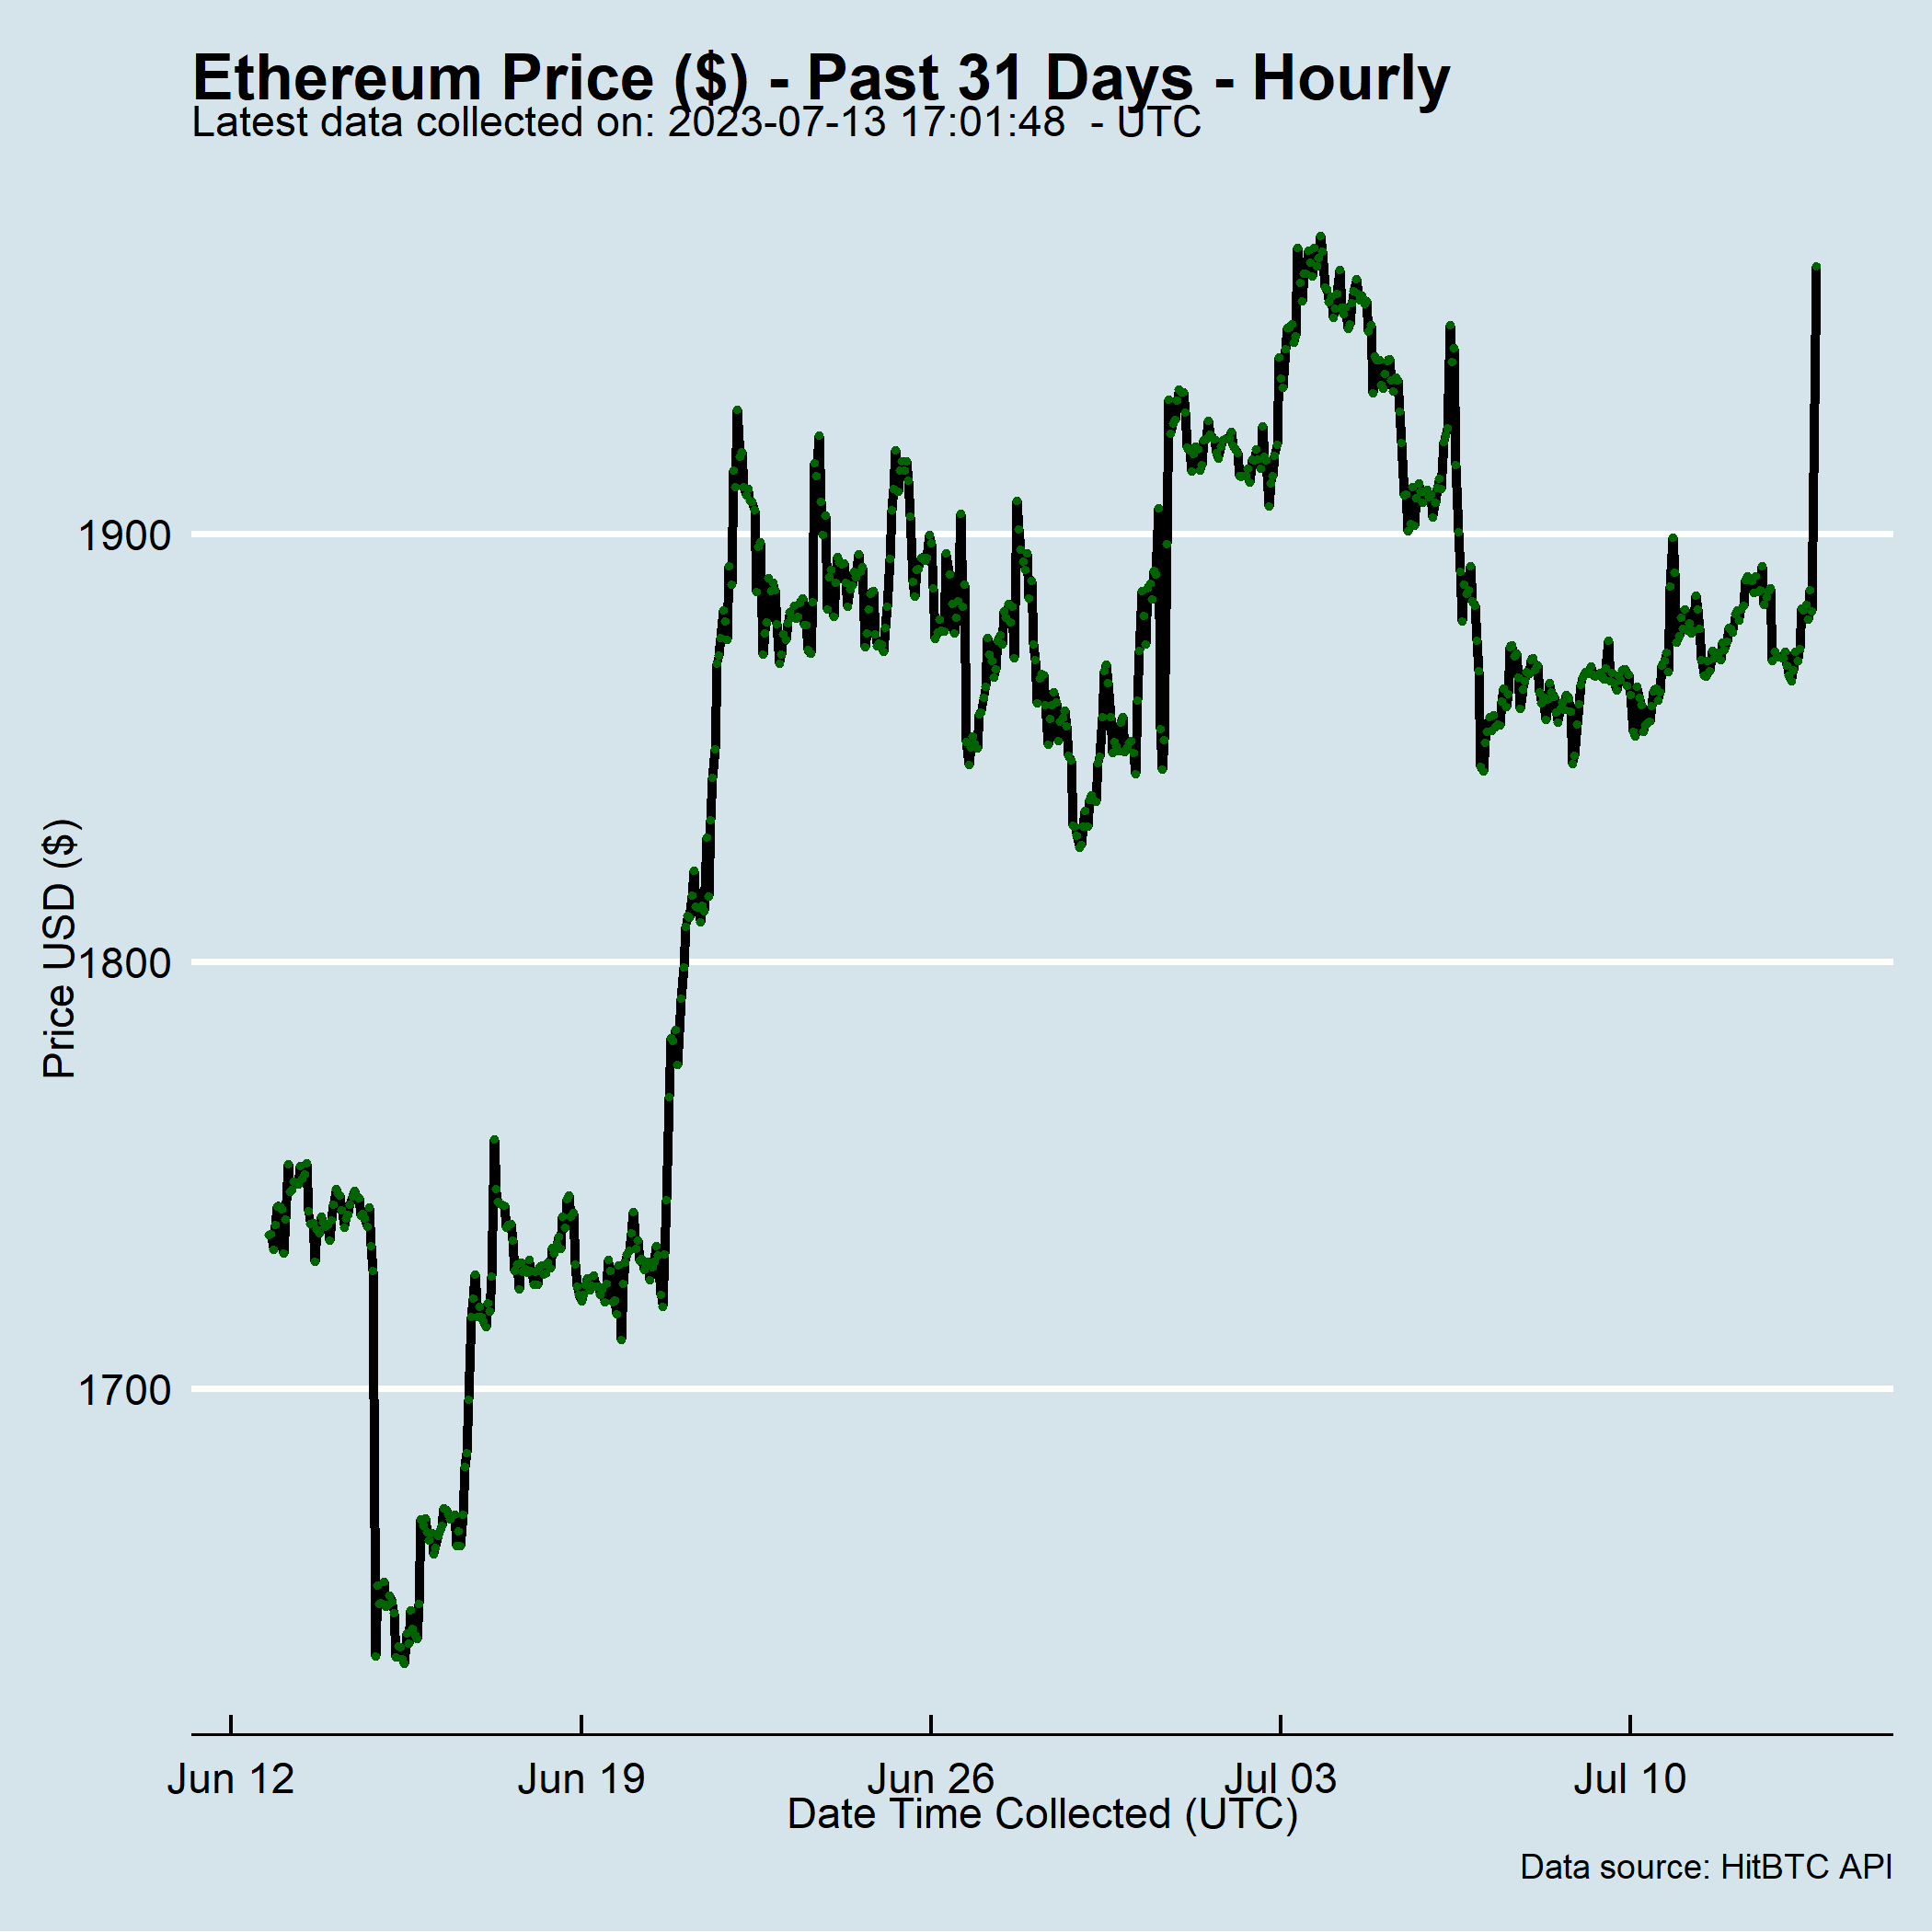 Ethereum Price ($) - Past 31 Days - Hourly
Latest data collected on: 2023-07-13 17:01:48  - UTC
Price USD ($)
1900
1800
1700
Jun 12
Jun 19
Jun 26
Jul 03
Jul 10
Date Time Collected (UTC)
Data source: HitBTC API